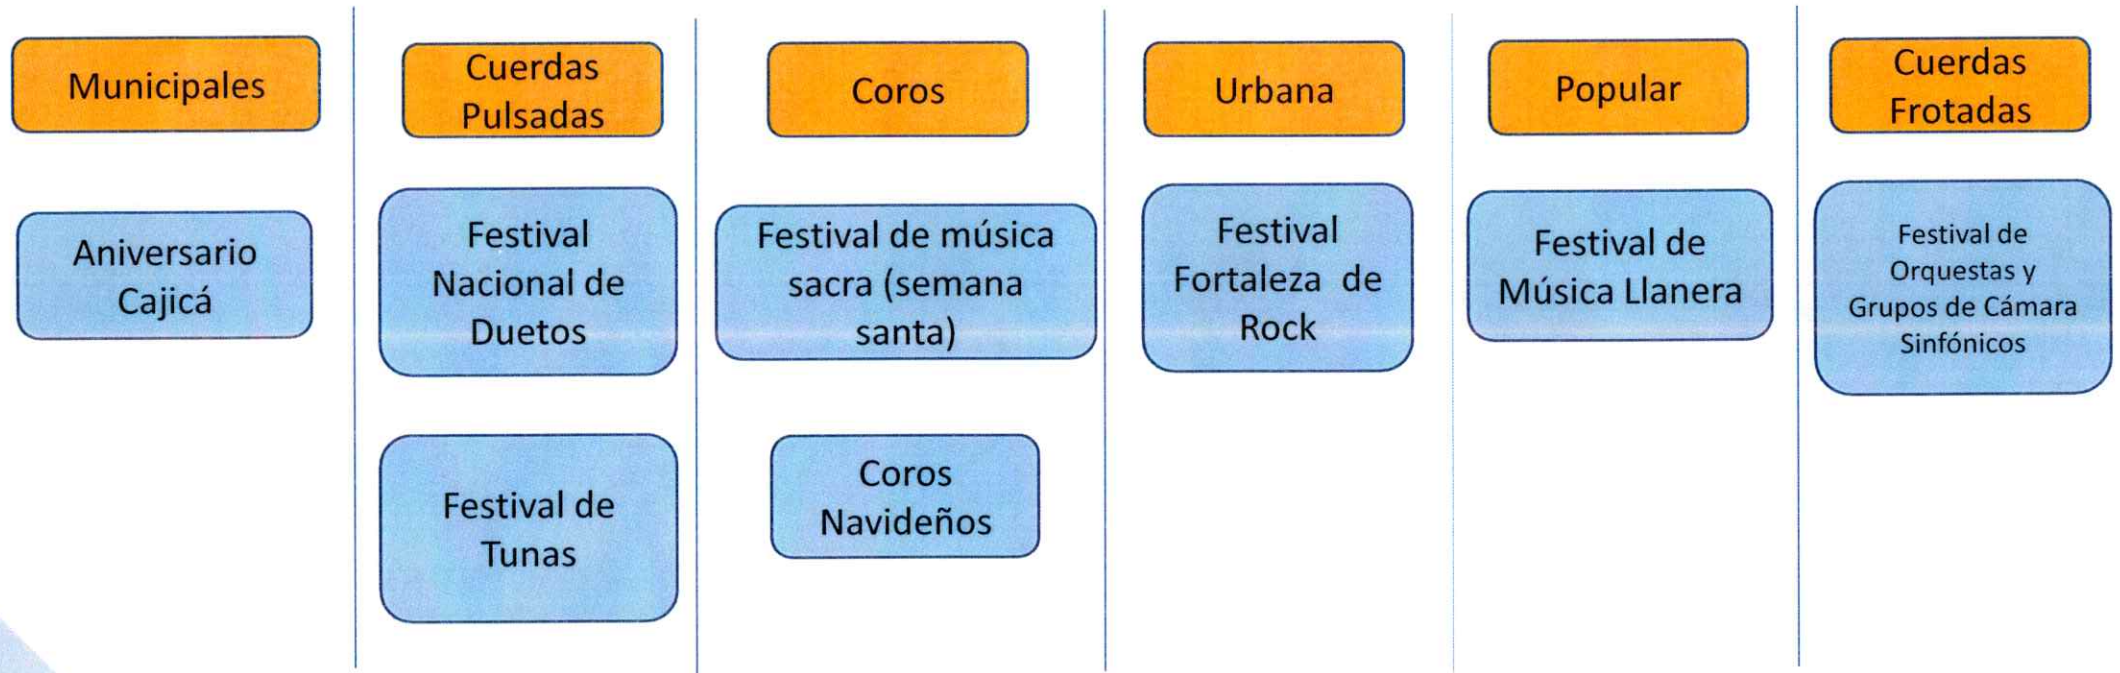 Municipales
Cuerdas
Pulsadas
Coros
Urbana
Popular
Cuerdas
Frotadas
Aniversario
Cajicá
Festival
Nacional de
Duetos
Festival de música
sacra (semana
santa)
Festival
Fortaleza de
Rock
Festival de
Música Llanera
Festival de
Orquestas y
Grupos de Cámara
Sinfónicos
Festival de
Tunas
Coros
Navideños